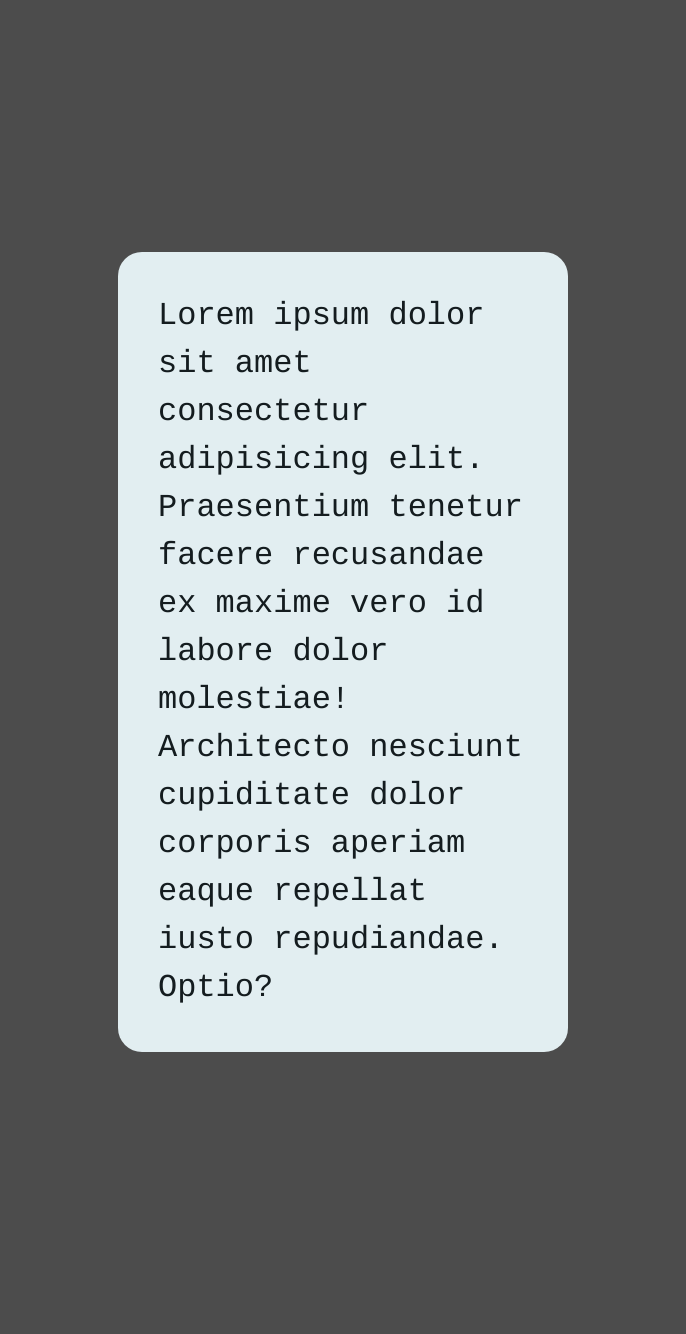 Lorem ipsum dolor
sit amet
consectetur
adipisicing elit.
Praesentium tenetur
facere recusandae
ex maxime vero id
labore dolor
molestiae!
Architecto nesciunt
cupiditate dolor
corporis aperiam
eaque repellat
iusto repudiandae.
Optio?